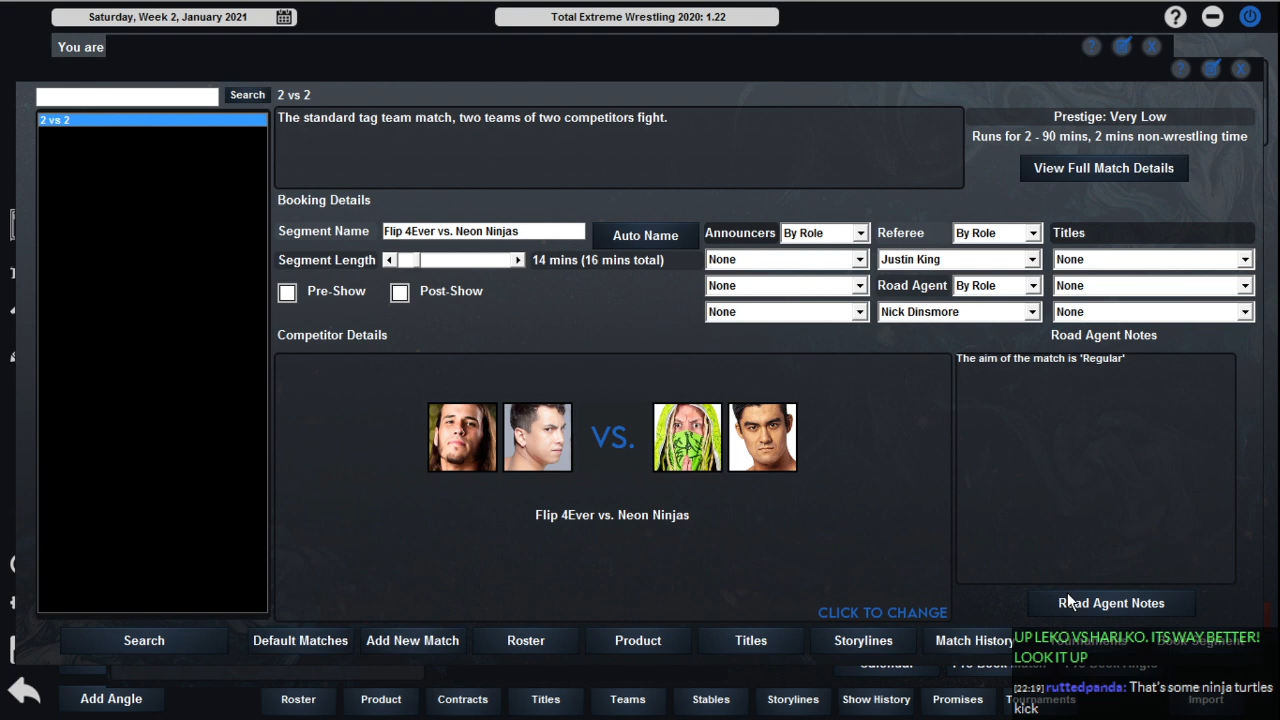 Saturday, Week 2, January 2021
Total Extreme Wrestling 2020: 1.22
You are
Search
2 vs 2
2 vs 2
The standard tag team match, two teams of two competitors fight.
Prestige: Very Low
Runs for 2 - 90 mins, 2 mins non-wrestling time
View Full Match Details
Booking Details
Segment Name
Flip 4Ever vs. Neon Ninjas
Auto Name
Announcers
By Role
Referee
By Role
Titles
Segment Length
14 mins (16 mins total)
None
Justin King
None
Pre-Show
Post-Show
None
Road Agent
By Role
None
None
Nick Dinsmore
None
Competitor Details
Road Agent Notes
The aim of the match is 'Regular'
VS.
Flip 4Ever vs. Neon Ninjas
CLICK TO CHANGE
Road Agent Notes
Search
Default Matches
Add New Match
Roster
Product
Titles
Storylines
Match History
UP LEKO VS HARI KO. ITS WAY BETTER!
LOOK IT UP
[22:19] ruttedpanda: That's some ninja turtles
kick
Add Angle
Roster
Product
Contracts
Titles
Teams
Stables
Storylines
Show History
Promises
Tournaments
Import